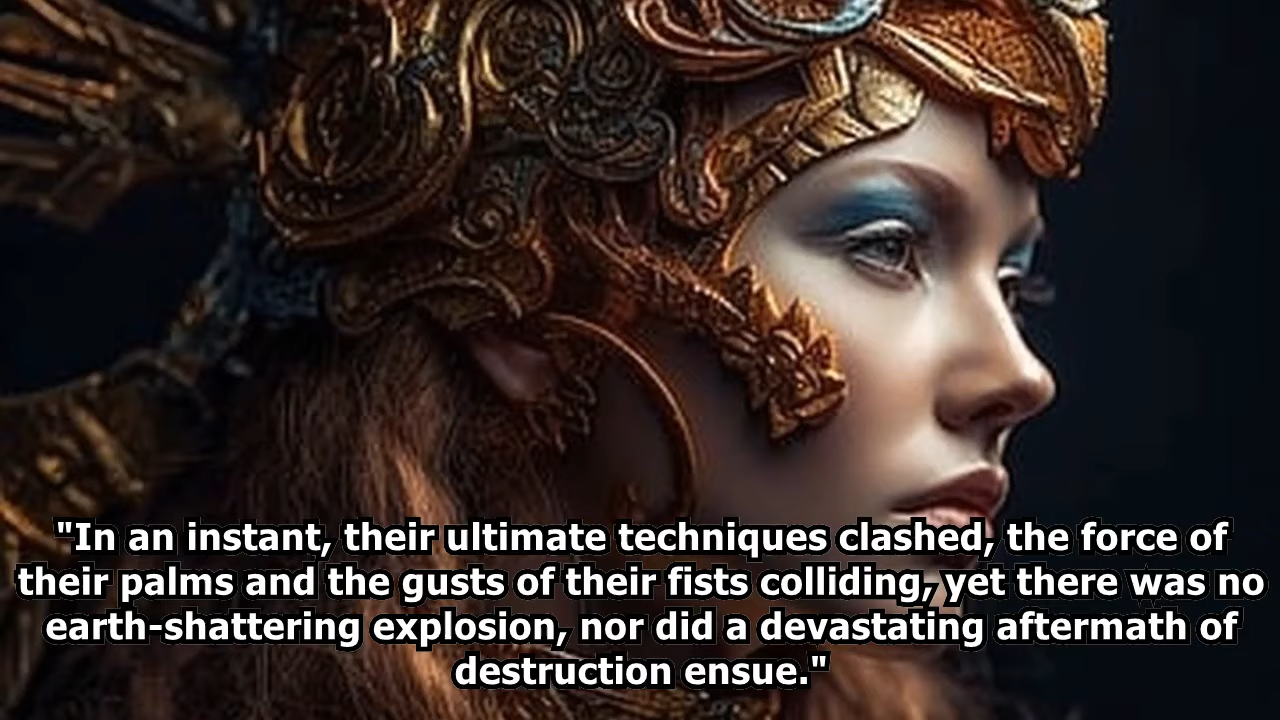 "In an instant, their ultimate techniques clashed, the force of
their palms and the gusts of their fists colliding, yet there was no
earth-shattering explosion, nor did a devastating aftermath of
destruction ensue."